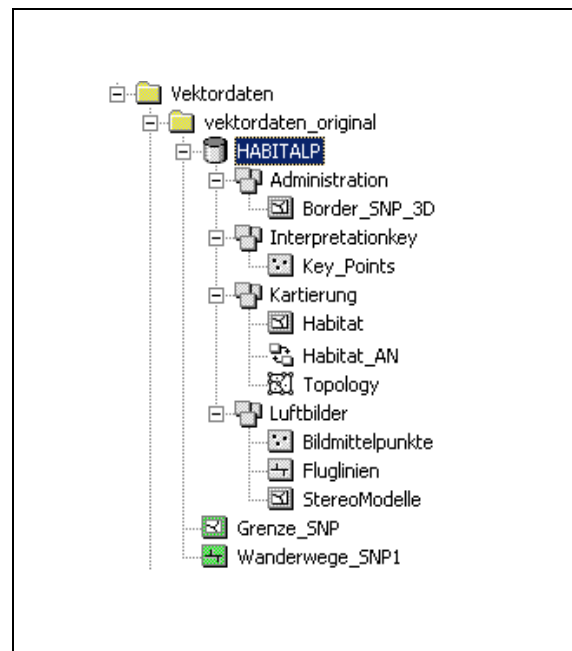 Vektordaten
vektordaten_original
HABITALP
Administration
Border_SNP_3D
Interpretationkey
Key_Points
Kartierung
Habitat
Habitat_AN
Topology
Luftbilder
Bildmittelpunkte
Fluglinien
StereoModelle
Grenze_SNP
Wanderwege_SNP1